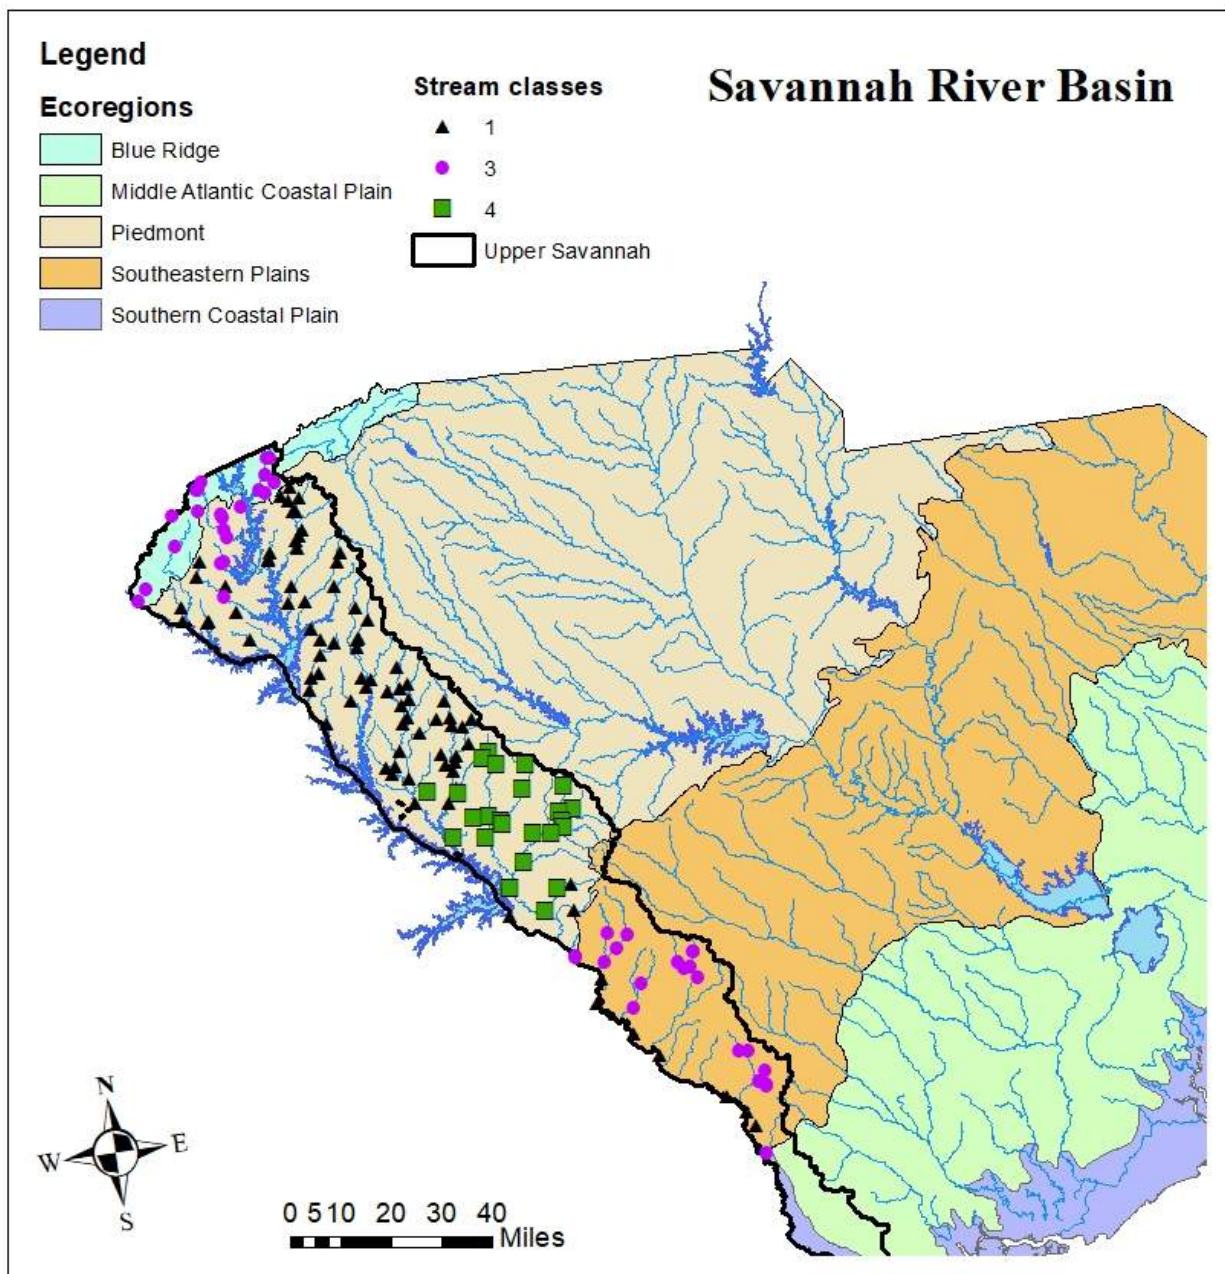 Legend
Ecoregions
Blue Ridge
Middle Atlantic Coastal Plain
Piedmont
Southeastern Plains
Southern Coastal Plain
Stream classes
1
3
4
Upper Savannah
Savannah River Basin
N
W E
S
0 5 10 20 30 40
Miles